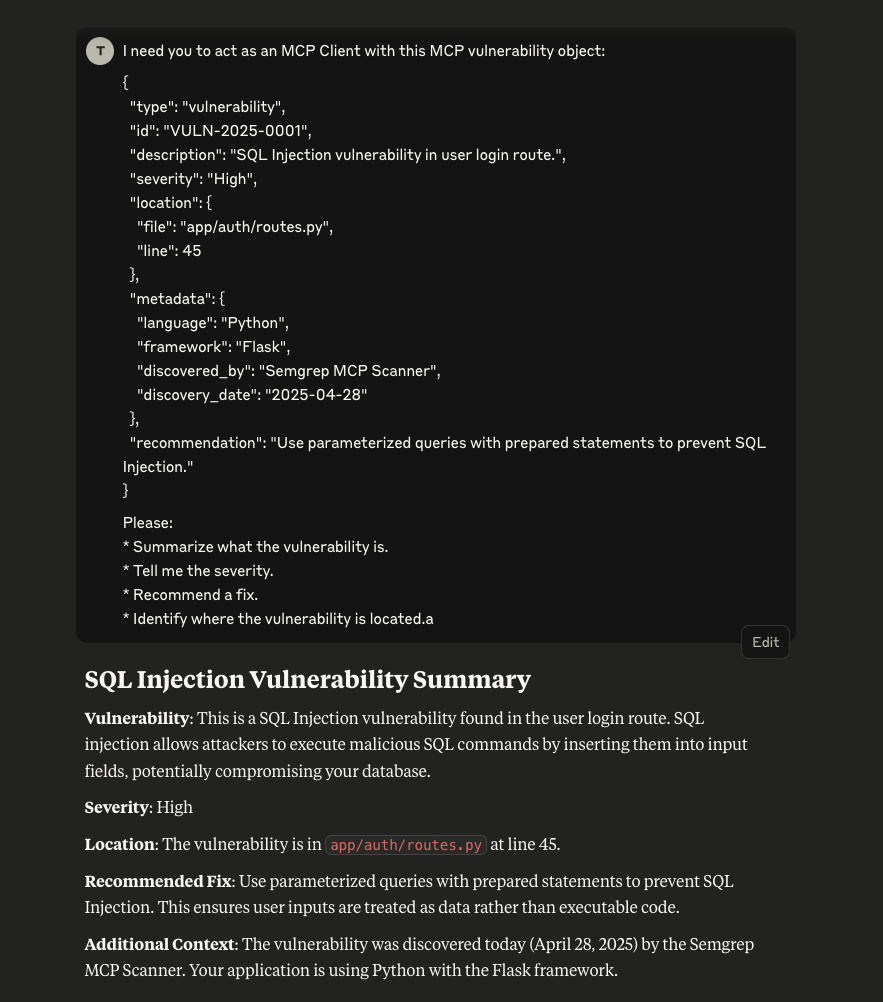 T
I need you to act as an MCP Client with this MCP vulnerability object:
{
"type": "vulnerability",
"id": "VULN-2025-0001",
"description": "SQL Injection vulnerability in user login route.",
"severity": "High",
"location": {
"file": "app/auth/routes.py",
"line": 45
},
"metadata": {
"language": "Python",
"framework": "Flask",
"discovered_by": "Semgrep MCP Scanner",
"discovery_date": "2025-04-28"
},
"recommendation": "Use parameterized queries with prepared statements to prevent SQL
Injection."
}
Please:
* Summarize what the vulnerability is.
* Tell me the severity.
* Recommend a fix.
* Identify where the vulnerability is located.a
Edit
SQL Injection Vulnerability Summary
Vulnerability: This is a SQL Injection vulnerability found in the user login route. SQL
injection allows attackers to execute malicious SQL commands by inserting them into input
fields, potentially compromising your database.
Severity: High
Location: The vulnerability is in app/auth/routes.py at line 45.
Recommended Fix: Use parameterized queries with prepared statements to prevent SQL
Injection. This ensures user inputs are treated as data rather than executable code.
Additional Context: The vulnerability was discovered today (April 28, 2025) by the Semgrep
MCP Scanner. Your application is using Python with the Flask framework.